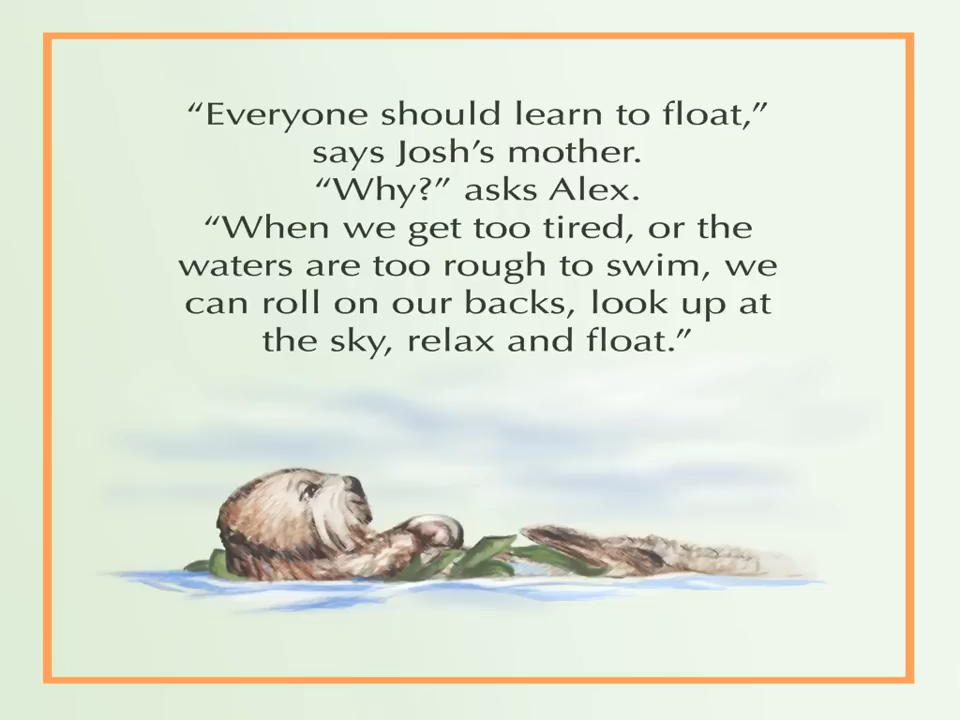 “Everyone should learn to float,”
says Josh’s mother.
“Why?” asks Alex.
“When we get too tired, or the
waters are too rough to swim, we
can roll on our backs, look up at
the sky, relax and float.”